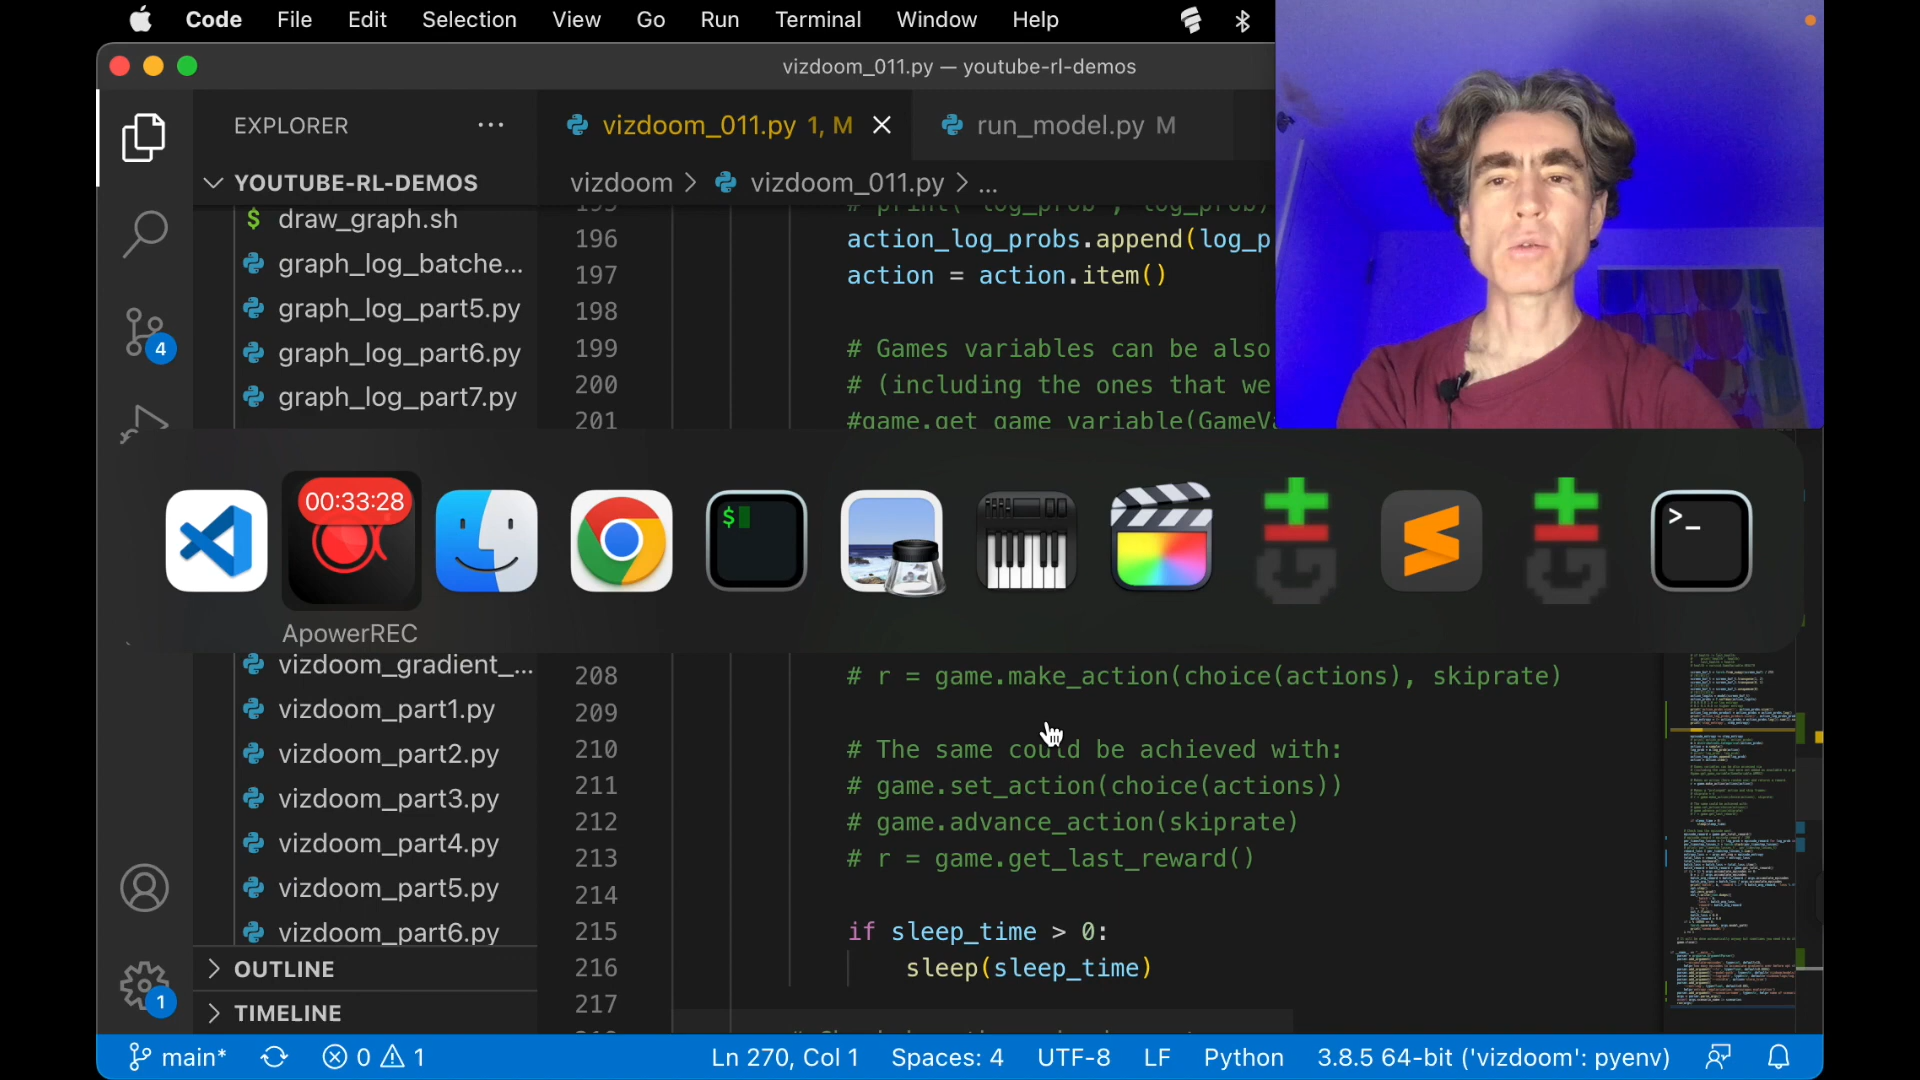 Code File Edit Selection View Go Run Terminal Window Help
vizdoom_011.py — youtube-rl-demos
EXPLORER ...
YOUTUBE-RL-DEMOS
$ draw_graph.sh
graph_log_batche...
graph_log_part5.py
graph_log_part6.py
graph_log_part7.py
vizdoom_gradient_...
vizdoom_part1.py
vizdoom_part2.py
vizdoom_part3.py
vizdoom_part4.py
vizdoom_part5.py
vizdoom_part6.py
OUTLINE
TIMELINE
4
1
vizdoom_011.py 1, M
run_model.py M
vizdoom > vizdoom_011.py > ...
196 action_log_probs.append(log_p
197 action = action.item()
198
199 # Games variables can be also
200 # (including the ones that we
201 #game.get_game_variable(GameVa
00:33:28
$
>_
ApowerREC
208 # r = game.make_action(choice(actions), skiprate)
209
210 # The same could be achieved with:
211 # game.set_action(choice(actions))
212 # game.advance_action(skiprate)
213 # r = game.get_last_reward()
214
215 if sleep_time > 0:
216 sleep(sleep_time)
217
main* 0 1 Ln 270, Col 1 Spaces: 4 UTF-8 LF Python 3.8.5 64-bit ('vizdoom': pyenv)